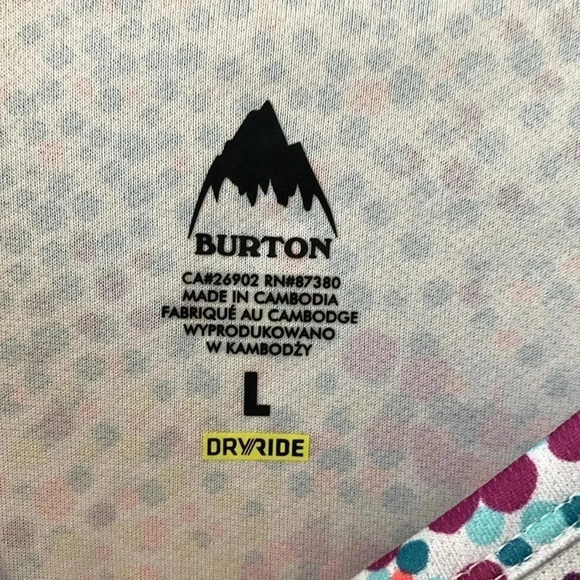 BURTON
CA#26902 RN#87380
MADE IN CAMBODIA
FABRIQUÉ AU CAMBODGE
WYPRODUKOWANO
W KAMBODŻY
L
DRYRIDE